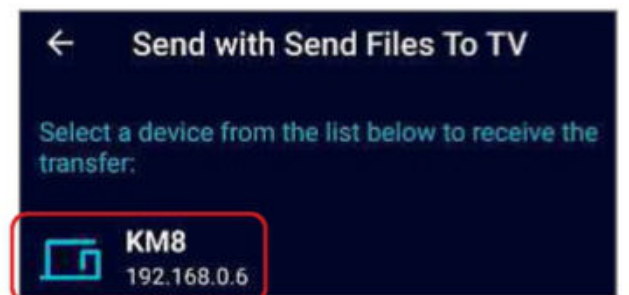 Send with Send Files To TV
Select a device from the list below to receive the
transfer:
KM8
192.168.0.6